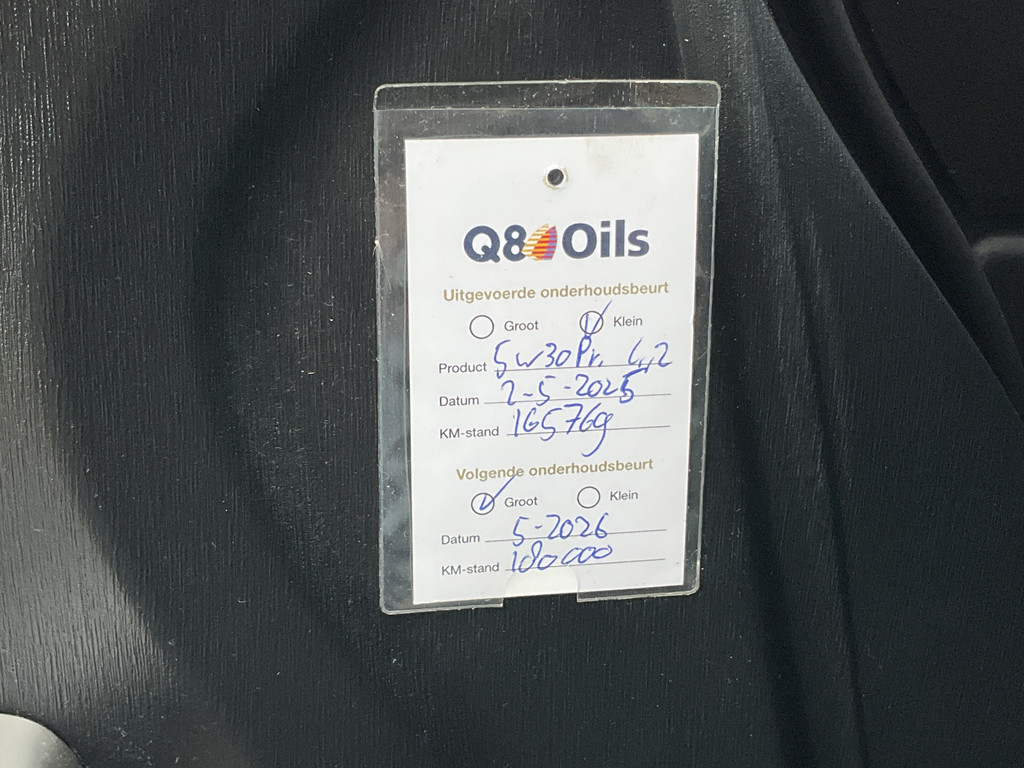 Q8 Oils
Uitgevoerde onderhoudsbeurt
Groot Klein
Product 5w30 Pr. 4,,2
Datum 2-5-2025
KM-stand 165769
Volgende onderhoudsbeurt
Groot Klein
Datum 5-2026
KM-stand 180000